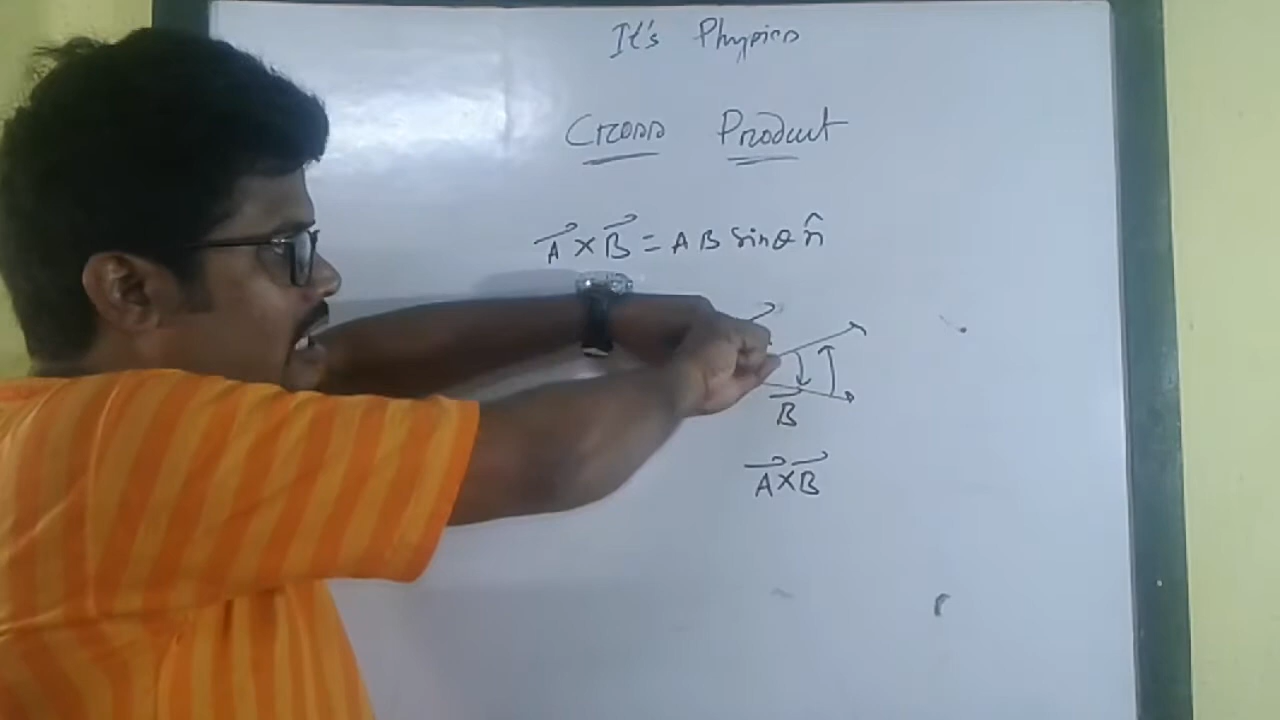 It's Physics
Cross Product
A⃗ × B⃗ = A B sinθ n̂
B⃗
A⃗ × B⃗